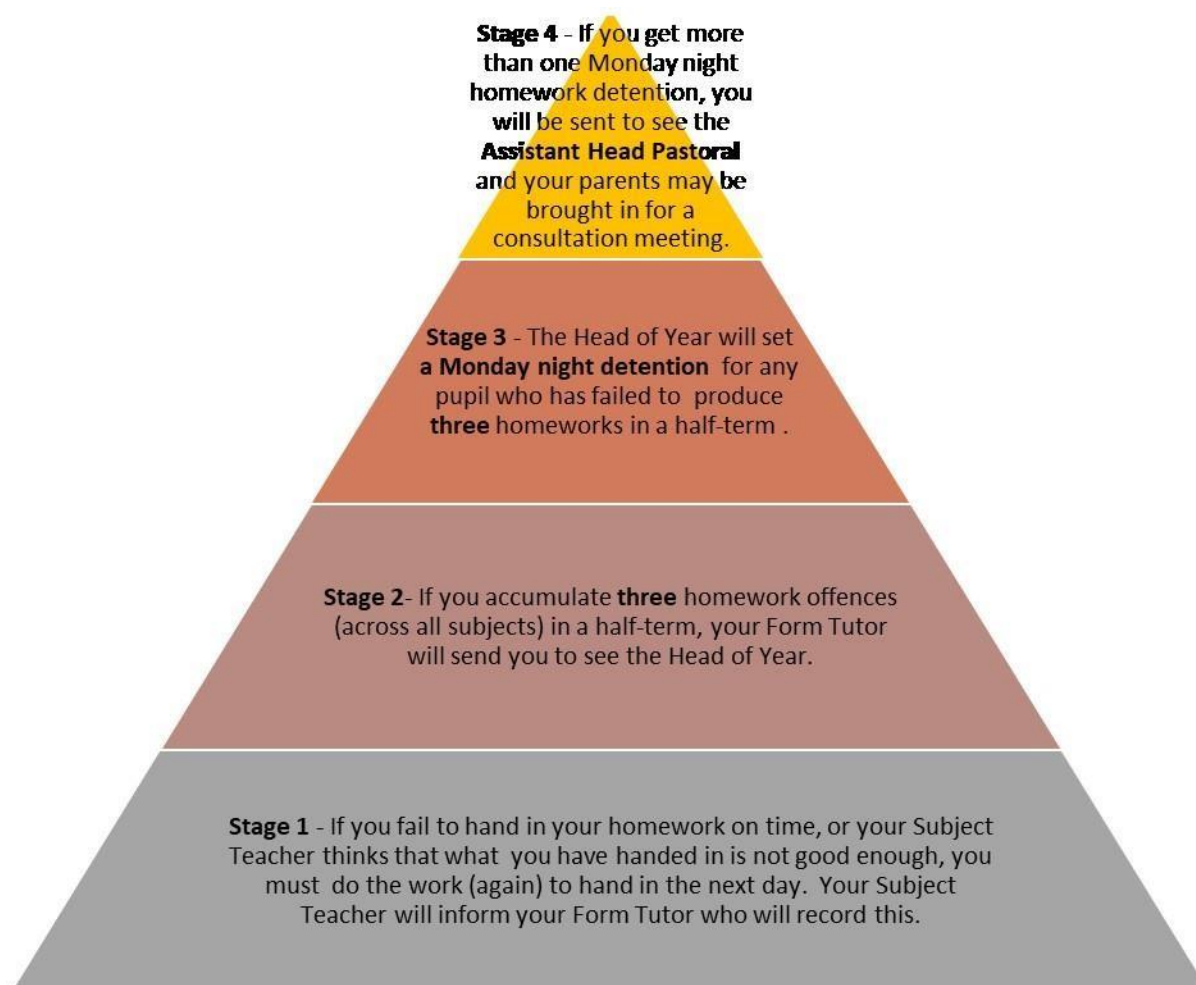 Stage 4 - If you get more
than one Monday night
homework detention, you
will be sent to see the
Assistant Head Pastoral
and your parents may be
brought in for a
consultation meeting.
Stage 3 - The Head of Year will set
a Monday night detention  for any
pupil who has failed to  produce
three homeworks in a half-term .
Stage 2- If you accumulate three homework offences
(across all subjects) in a half-term, your Form Tutor
will send you to see the Head of Year.
Stage 1 - If you fail to hand in your homework on time, or your Subject
Teacher thinks that what  you have handed in is not good enough, you
must  do the work (again) to hand in the next day.  Your Subject
Teacher will inform your Form Tutor who will record this.